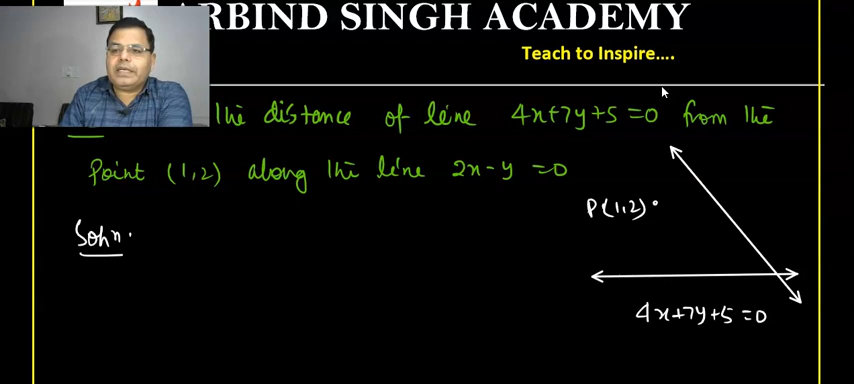 ARBIND SINGH ACADEMY
Teach to Inspire....
the distance of line 4x+7y+5=0 from the
Point (1,2) along the line 2x-y=0
Soln.
P(1,2)
4x+7y+5=0